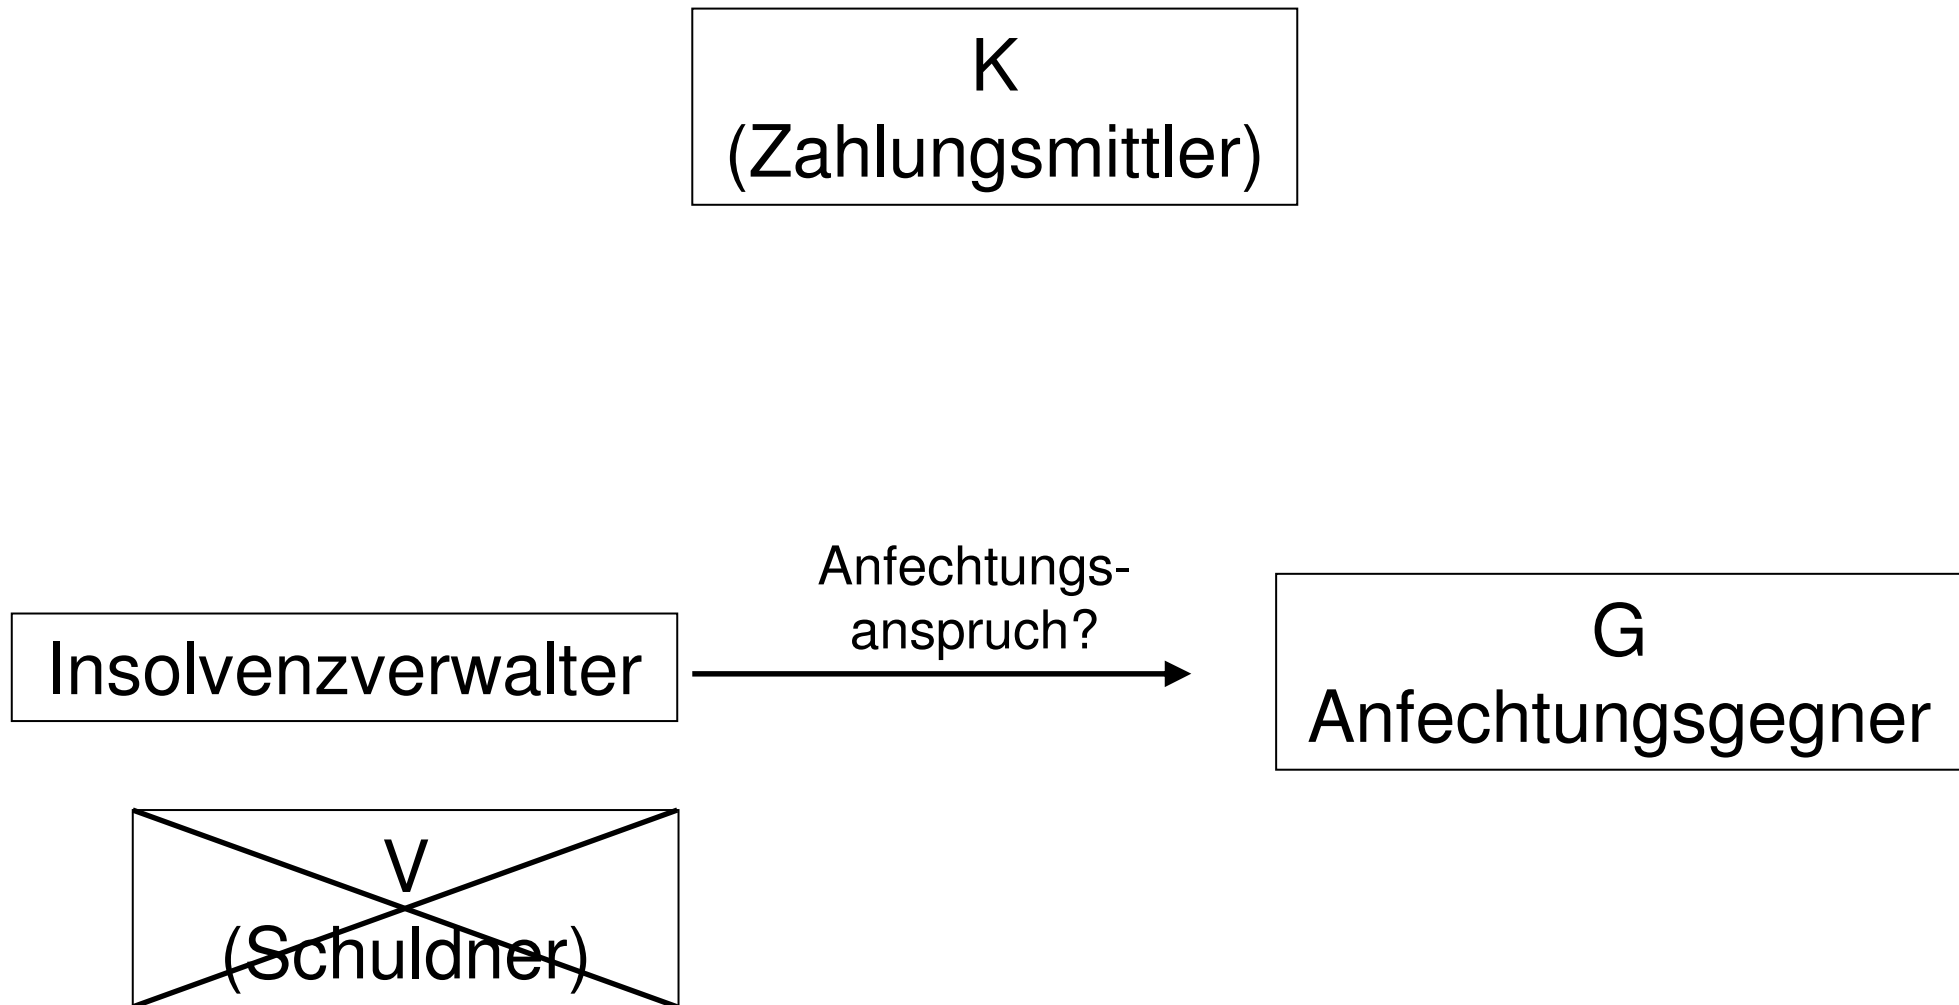 K
(Zahlungsmittler)
Anfechtungs-
anspruch?
Insolvenzverwalter
G
Anfechtungsgegner
V
(Schuldner)